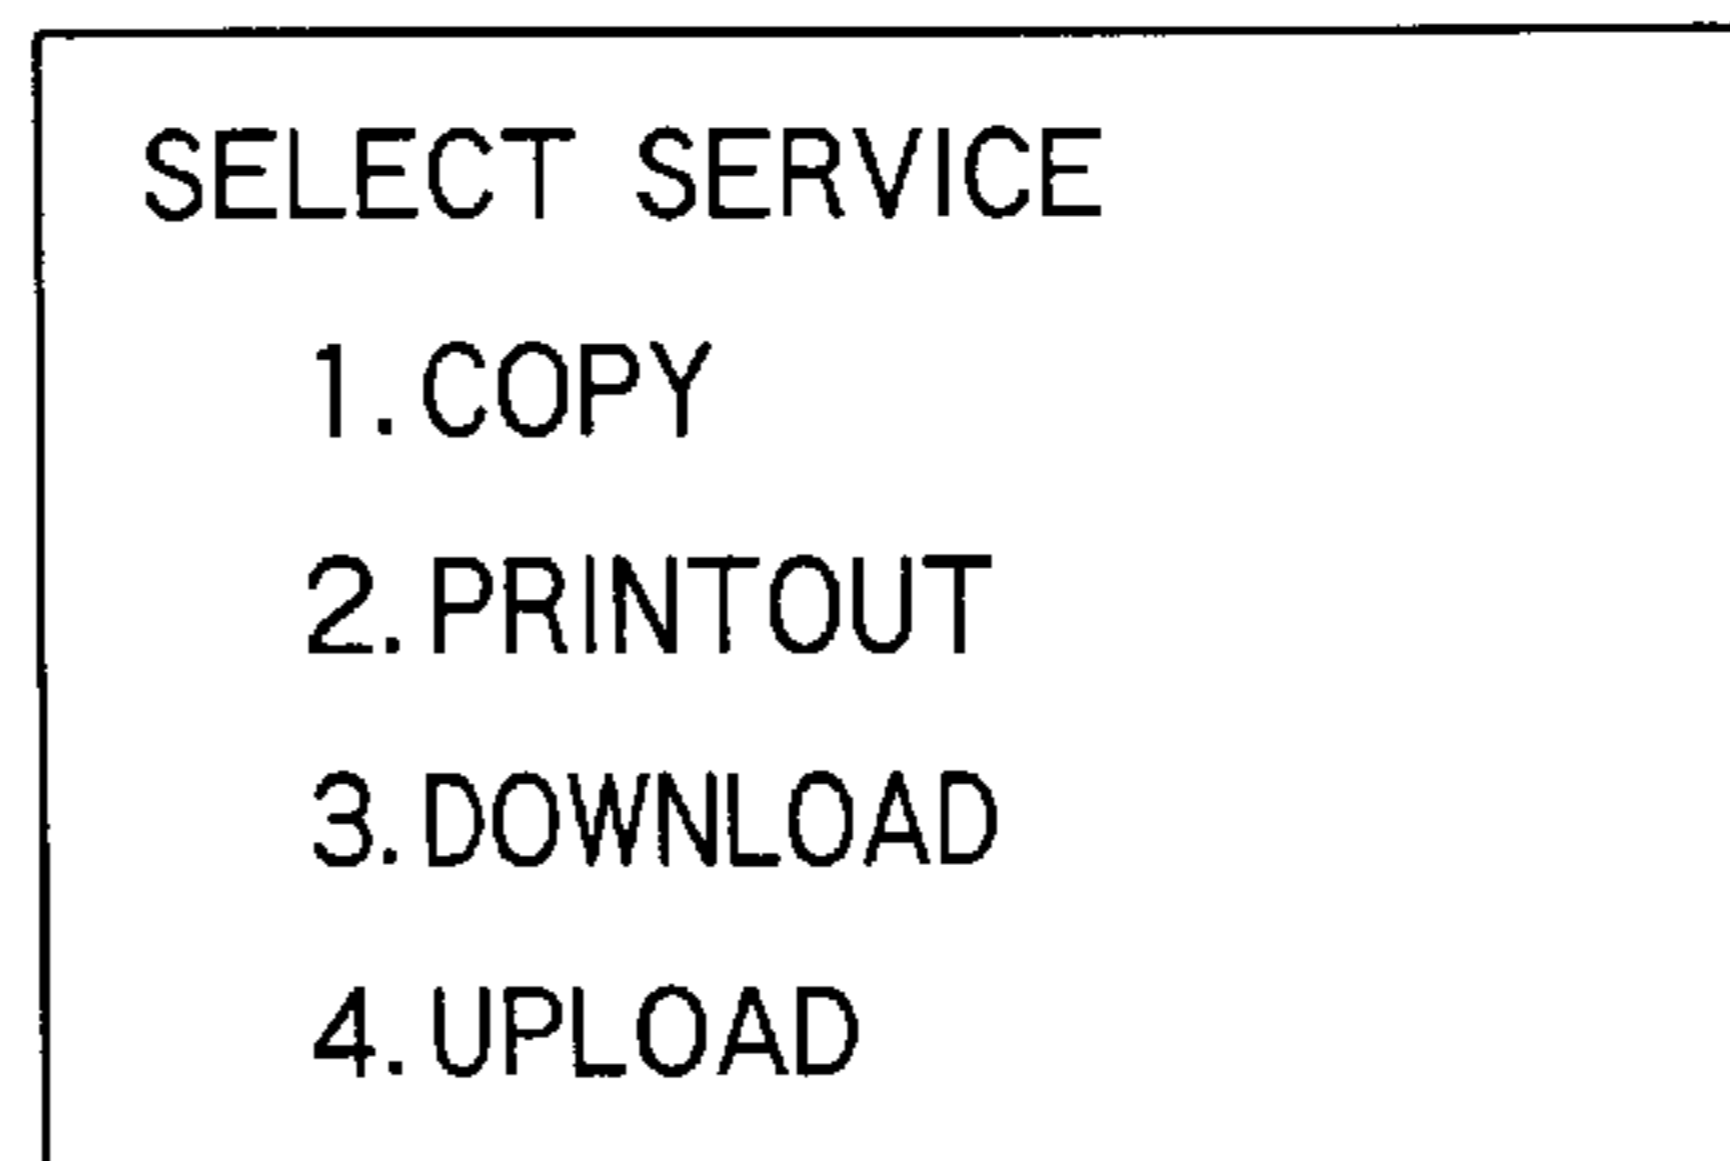 SELECT SERVICE
1. COPY
2. PRINTOUT
3. DOWNLOAD
4. UPLOAD